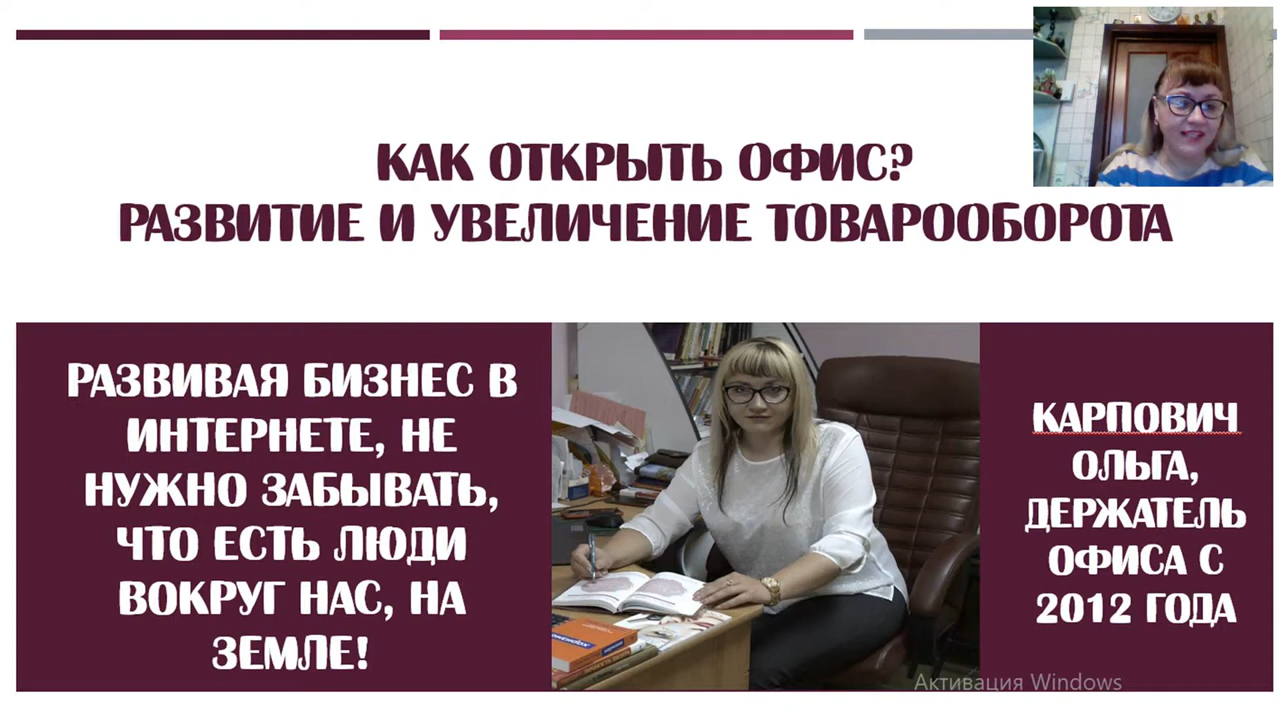 КАК ОТКРЫТЬ ОФИС?
РАЗВИТИЕ И УВЕЛИЧЕНИЕ ТОВАРООБОРОТА
РАЗВИВАЯ БИЗНЕС В
ИНТЕРНЕТЕ, НЕ
НУЖНО ЗАБЫВАТЬ,
ЧТО ЕСТЬ ЛЮДИ
ВОКРУГ НАС, НА
ЗЕМЛЕ!
КАРПОВИЧ
ОЛЬГА,
ДЕРЖАТЕЛЬ
ОФИСА С
2012 ГОДА
Активация Windows